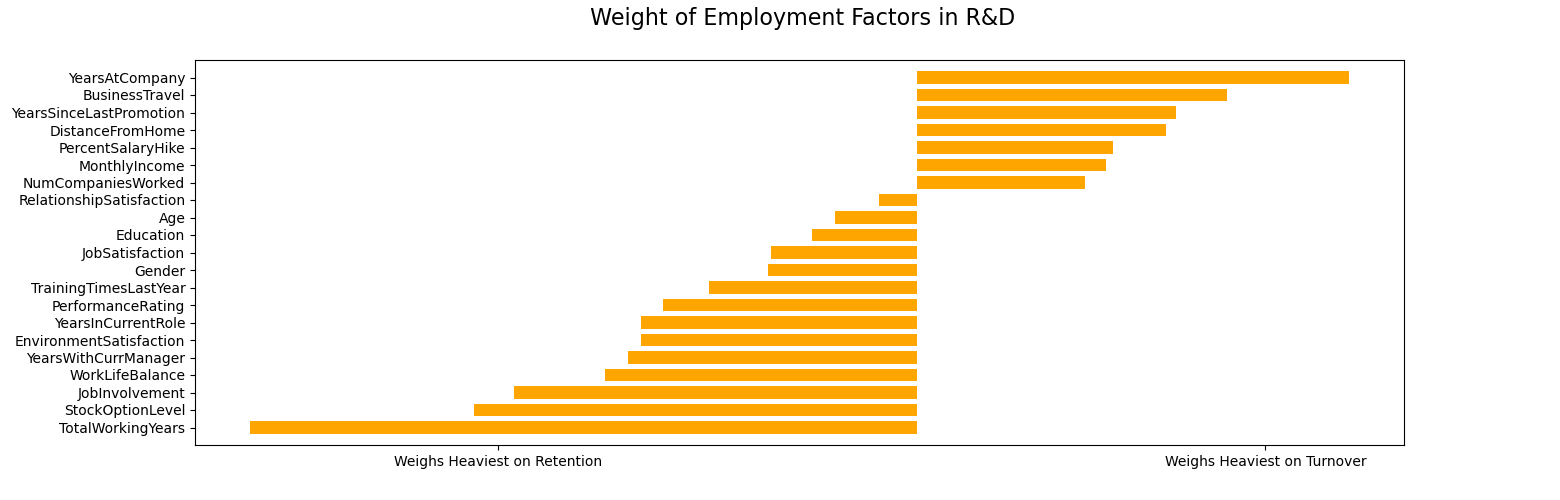 Weight of Employment Factors in R&D
YearsAtCompany
BusinessTravel
YearsSinceLastPromotion
DistanceFromHome
PercentSalaryHike
MonthlyIncome
NumCompaniesWorked
RelationshipSatisfaction
Age
Education
JobSatisfaction
Gender
TrainingTimesLastYear
PerformanceRating
YearsInCurrentRole
EnvironmentSatisfaction
YearsWithCurrManager
WorkLifeBalance
JobInvolvement
StockOptionLevel
TotalWorkingYears
Weighs Heaviest on Retention
Weighs Heaviest on Turnover